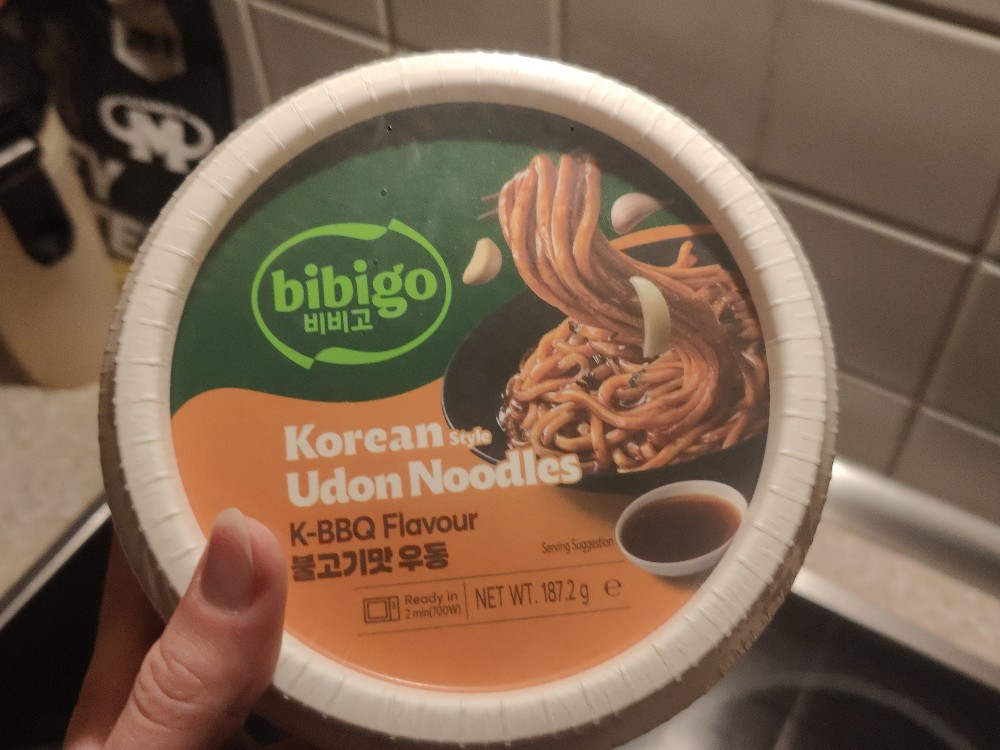 bibigo
비비고
Korean Style
Udon Noodles
K-BBQ Flavour
불고기맛 우동
Serving Suggestion
Ready in
2 min(700W)
NET WT. 187.2 g ℮
M